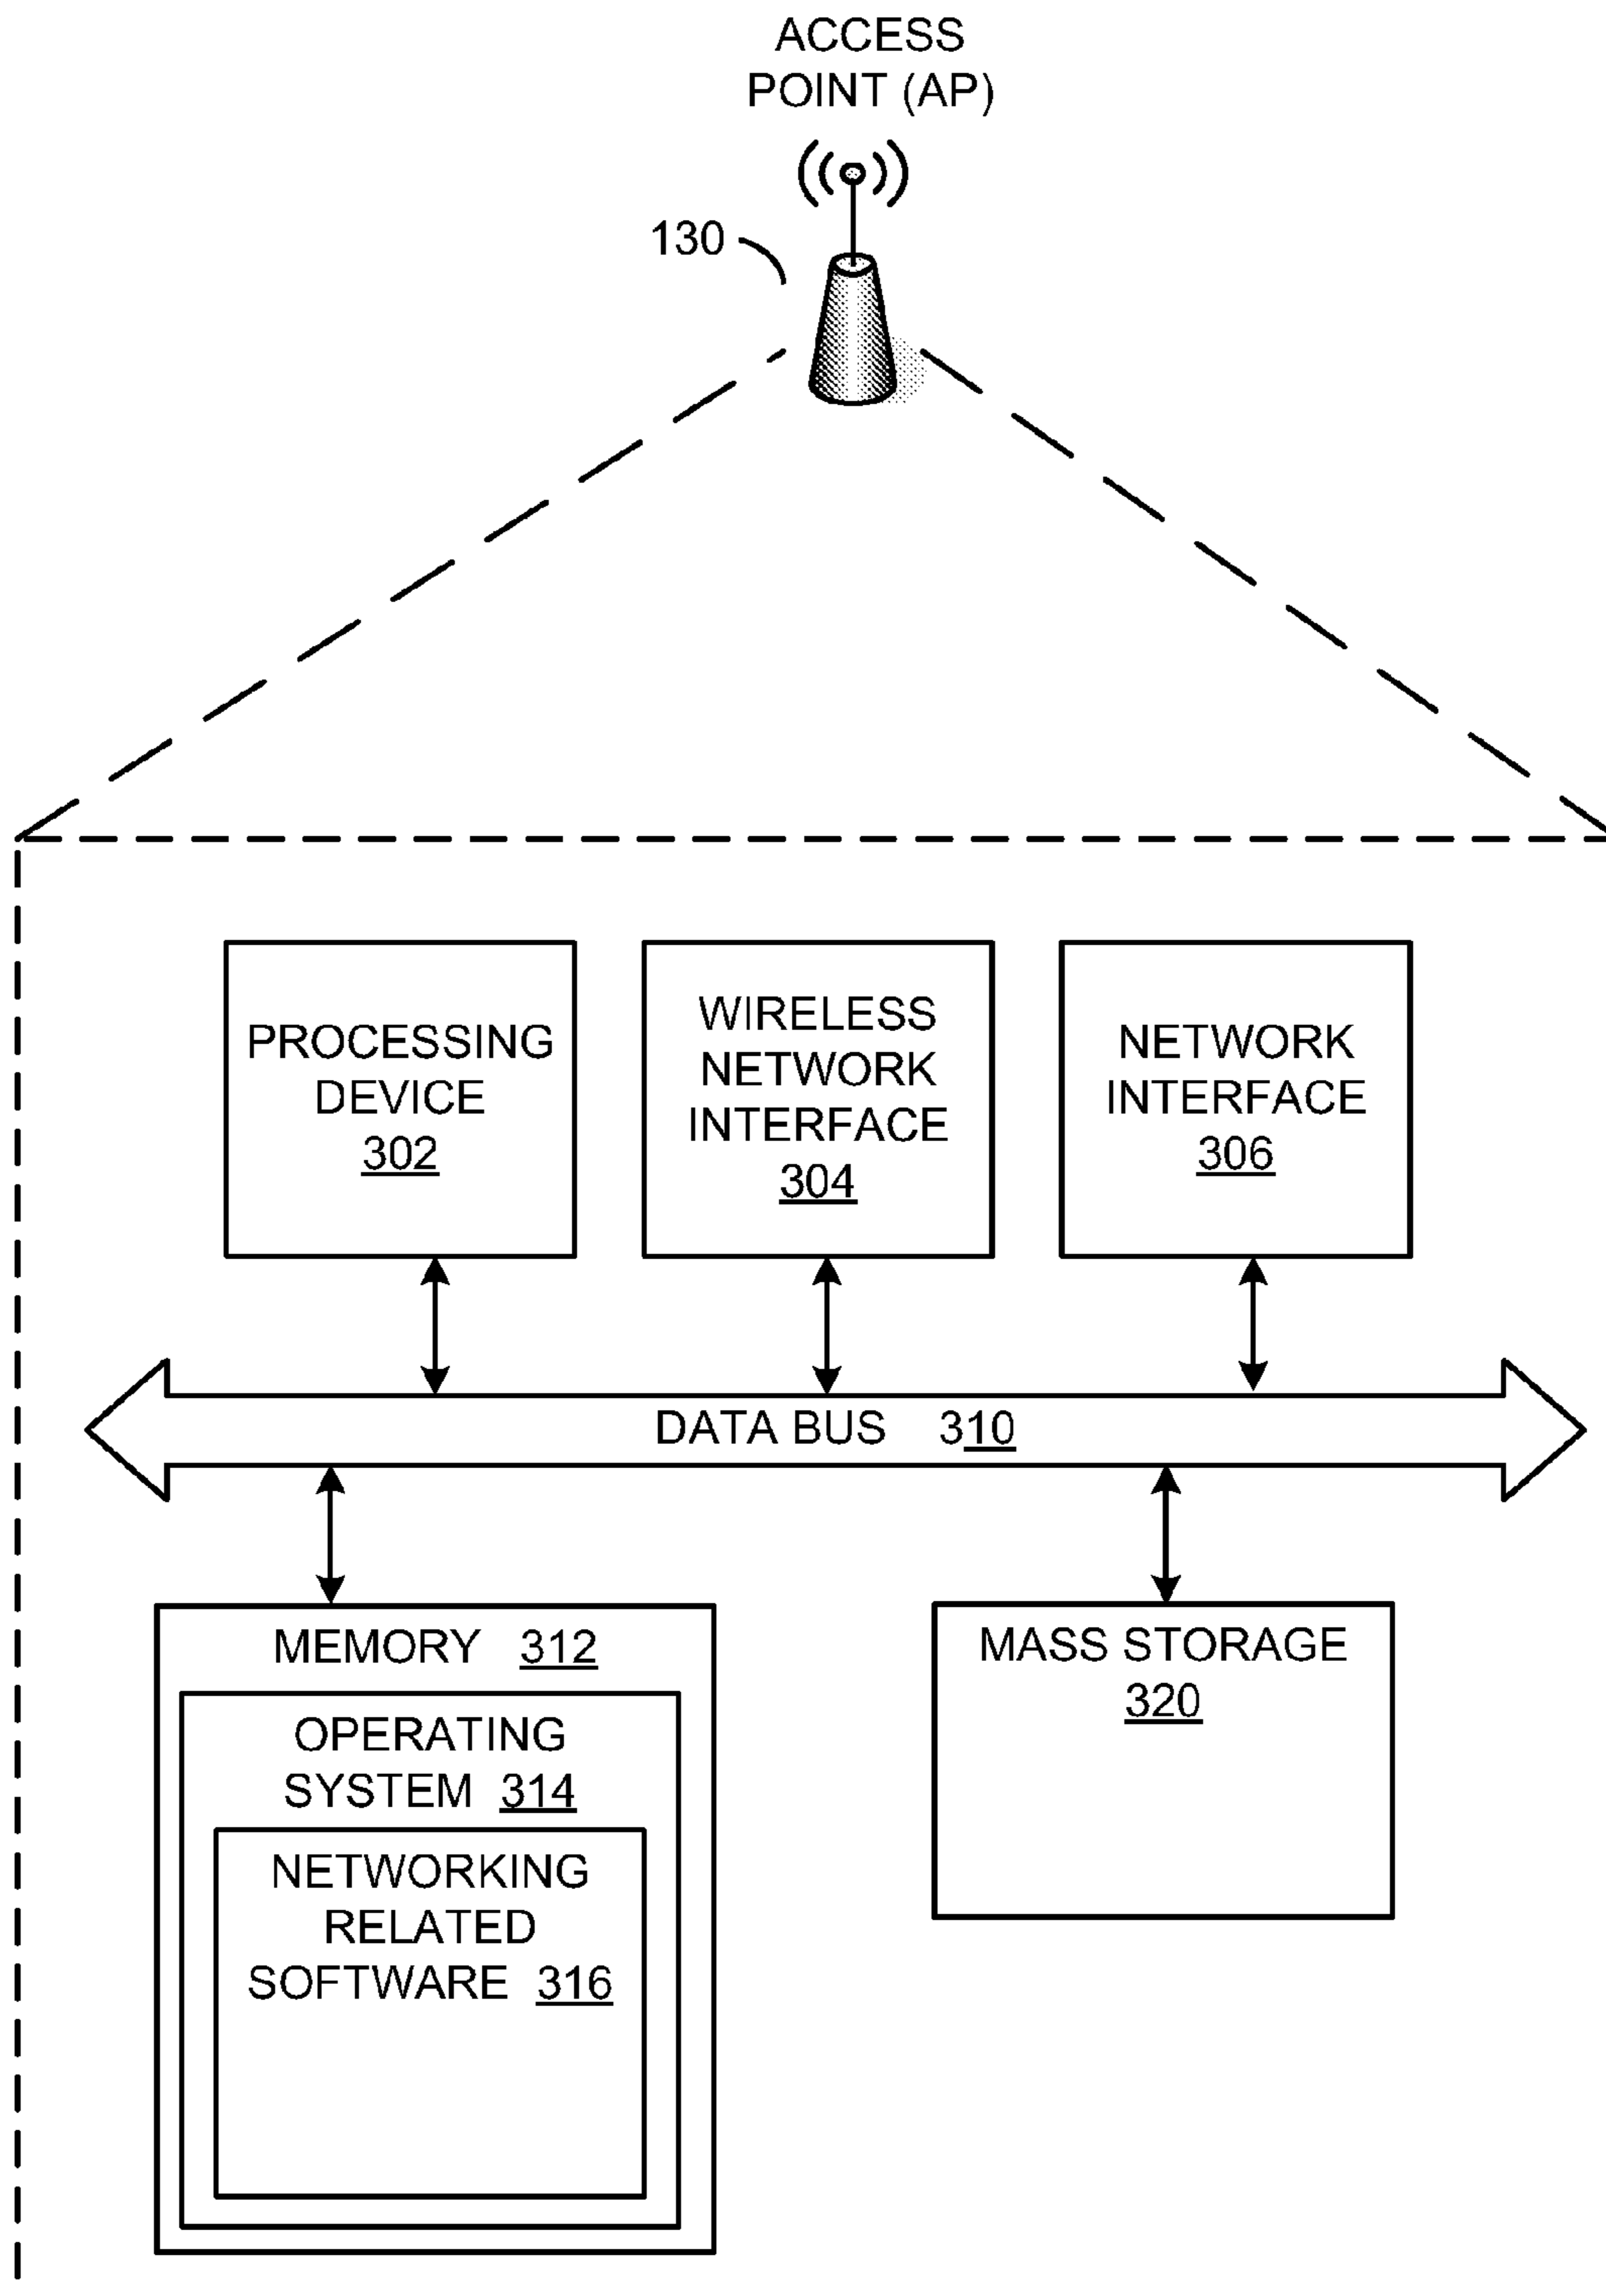 ACCESS
POINT (AP)
130
PROCESSING
DEVICE
302
WIRELESS
NETWORK
INTERFACE
304
NETWORK
INTERFACE
306
DATA BUS 310
MEMORY 312
OPERATING
SYSTEM 314
NETWORKING
RELATED
SOFTWARE 316
MASS STORAGE
320